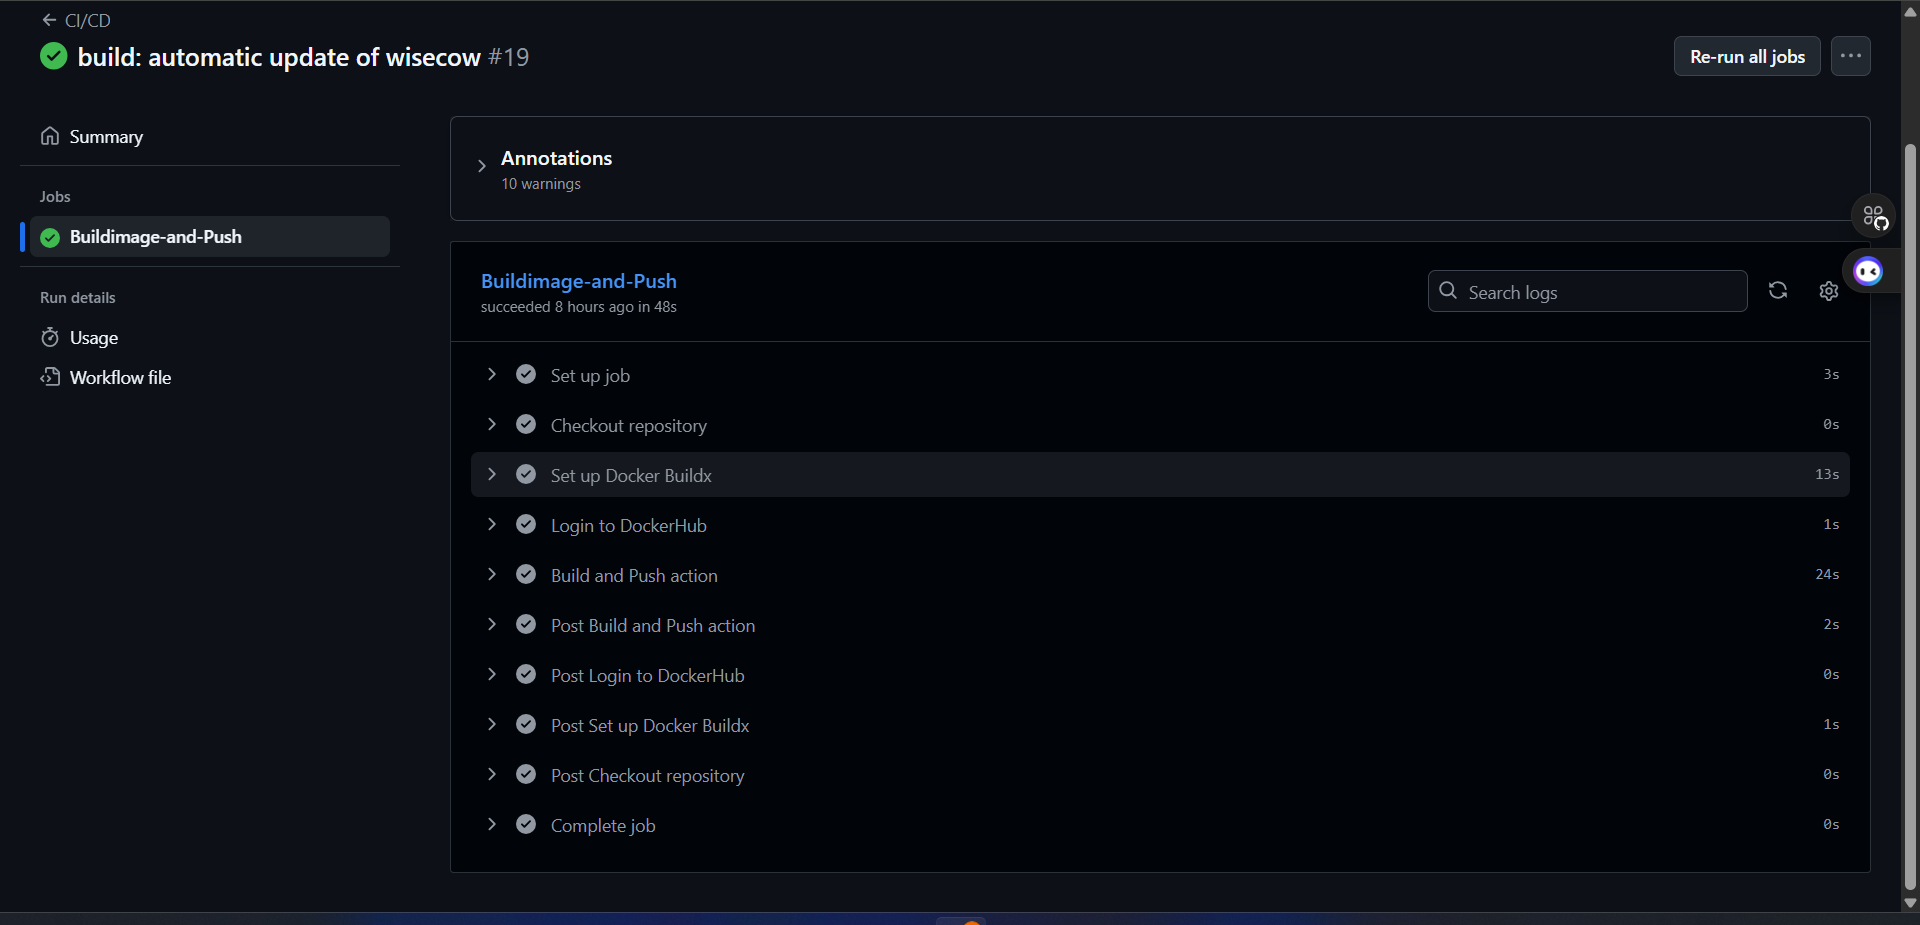 CI/CD
build: automatic update of wisecow #19
Re-run all jobs
Summary
Jobs
Buildimage-and-Push
Run details
Usage
Workflow file
Annotations
10 warnings
Buildimage-and-Push
succeeded 8 hours ago in 48s
Search logs
Set up job 3s
Checkout repository 0s
Set up Docker Buildx 13s
Login to DockerHub 1s
Build and Push action 24s
Post Build and Push action 2s
Post Login to DockerHub 0s
Post Set up Docker Buildx 1s
Post Checkout repository 0s
Complete job 0s